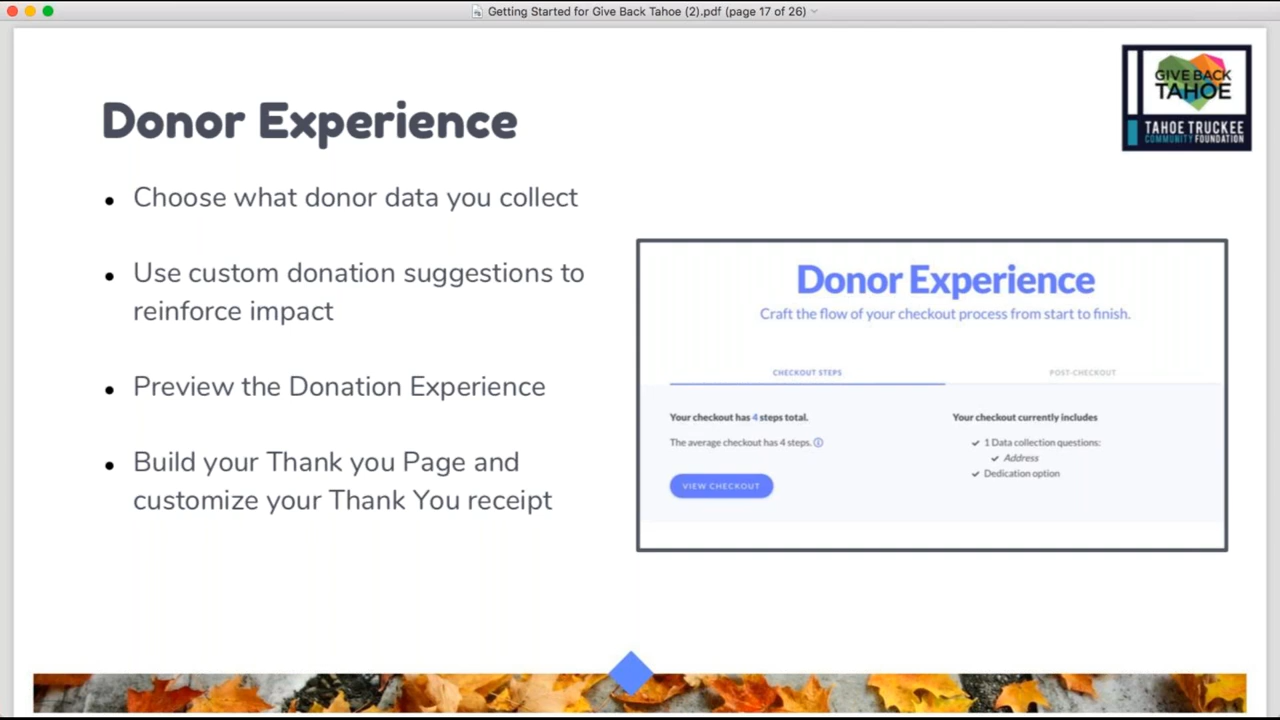 Getting Started for Give Back Tahoe (2).pdf (page 17 of 26)
GIVE BACK
TAHOE
TAHOE TRUCKEE
COMMUNITY FOUNDATION
Donor Experience
• Choose what donor data you collect
• Use custom donation suggestions to
reinforce impact
• Preview the Donation Experience
• Build your Thank you Page and
customize your Thank You receipt
Donor Experience
Craft the flow of your checkout process from start to finish.
CHECKOUT STEPS
POST-CHECKOUT
Your checkout has 4 steps total.
The average checkout has 4 steps.
VIEW CHECKOUT
Your checkout currently includes
✓ 1 Data collection questions:
✓ Address
✓ Dedication option